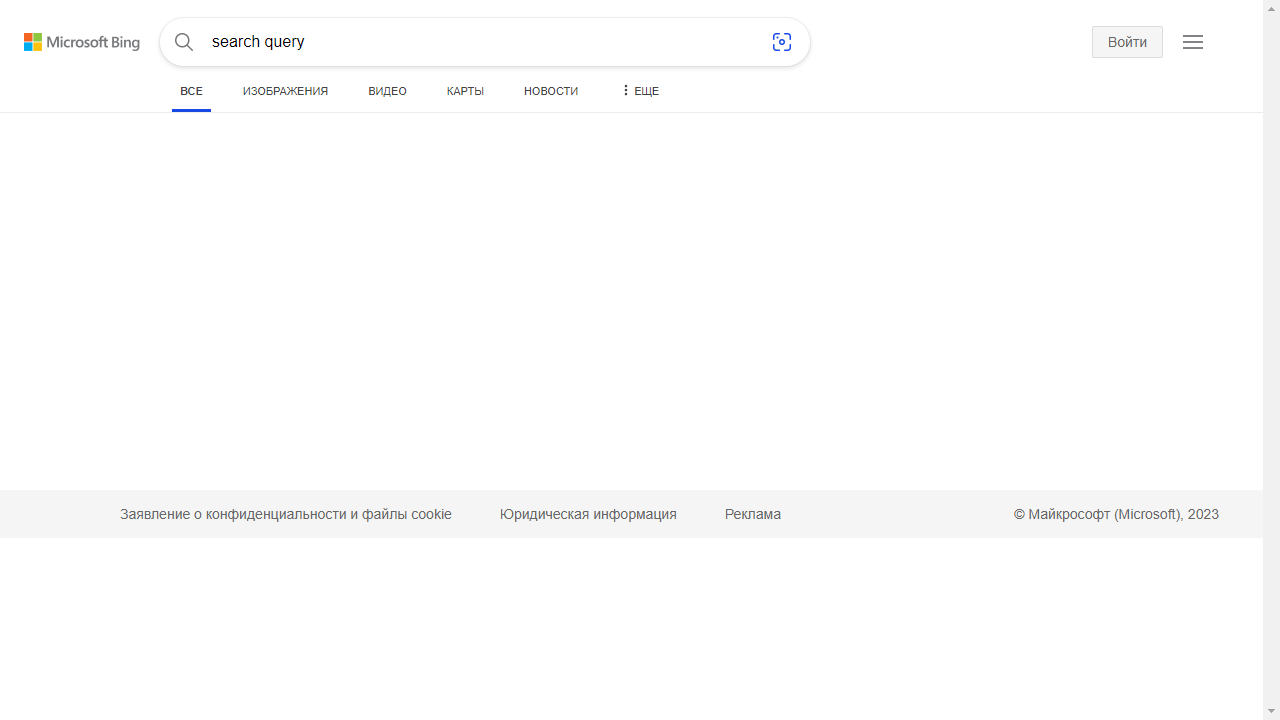 Microsoft Bing
search query
Войти
ВСЕ
ИЗОБРАЖЕНИЯ
ВИДЕО
КАРТЫ
НОВОСТИ
ЕЩЕ
Заявление о конфиденциальности и файлы cookie
Юридическая информация
Реклама
© Майкрософт (Microsoft), 2023